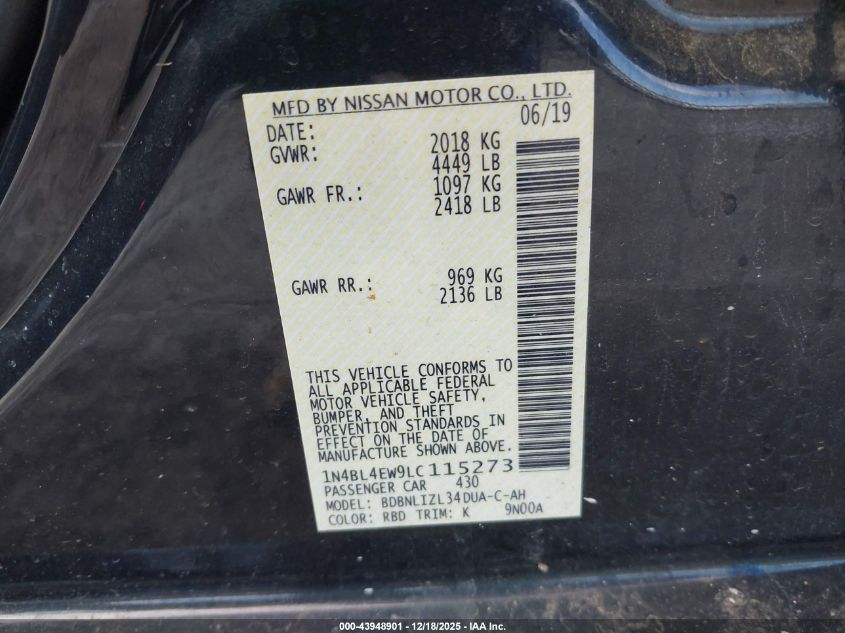 MFD BY NISSAN MOTOR CO., LTD.
DATE: 06/19
GVWR: 2018 KG
4449 LB
GAWR FR.: 1097 KG
2418 LB
GAWR RR.: 969 KG
2136 LB
THIS VEHICLE CONFORMS TO
ALL APPLICABLE FEDERAL
MOTOR VEHICLE SAFETY,
BUMPER, AND THEFT
PREVENTION STANDARDS IN
EFFECT ON THE DATE OF
MANUFACTURE SHOWN ABOVE.
1N4BL4EW9LC115273
PASSENGER CAR 430
MODEL: BDBNLIZL34DUA-C-AH
COLOR: RBD TRIM: K 9N00A
000-43948901 - 12/18/2025 - IAA Inc.